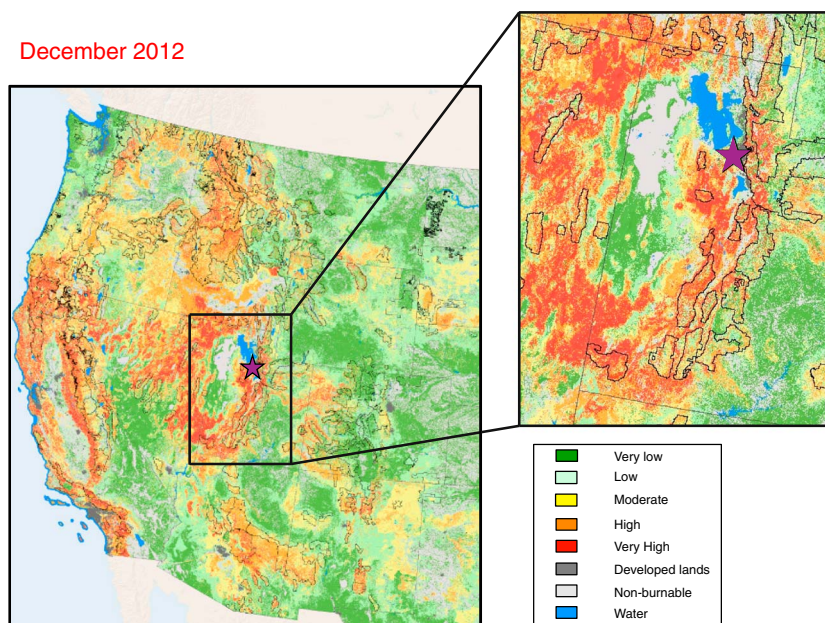 December 2012
Very low
Low
Moderate
High
Very High
Developed lands
Non-burnable
Water